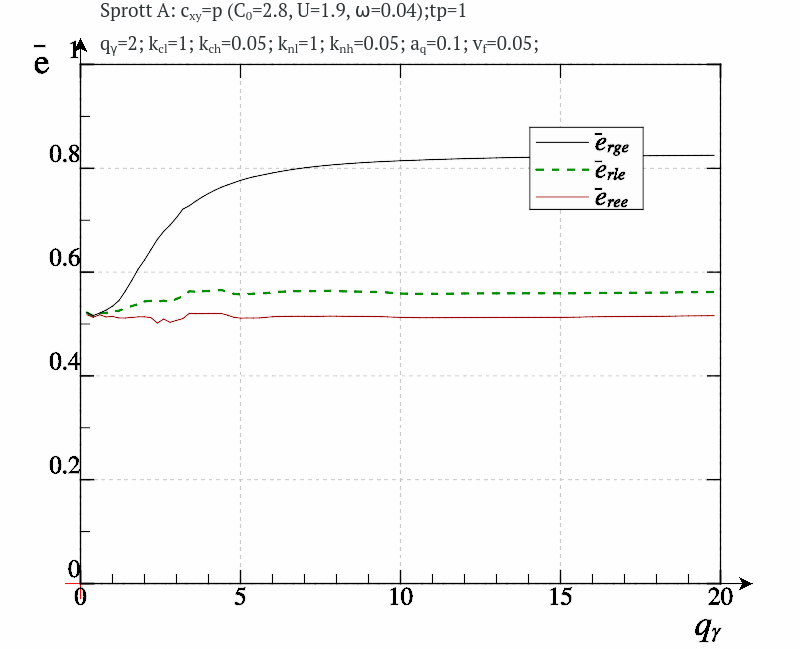 Sprott A: cxy=p (C0=2.8, U=1.9, ω=0.04);tp=1
qγ=2; kcl=1; kch=0.05; knl=1; knh=0.05; aq=0.1; vf=0.05;
ē
1
0.8
0.6
0.4
0.2
0
ērge
ērle
ēree
0 5 10 15 20
qγ